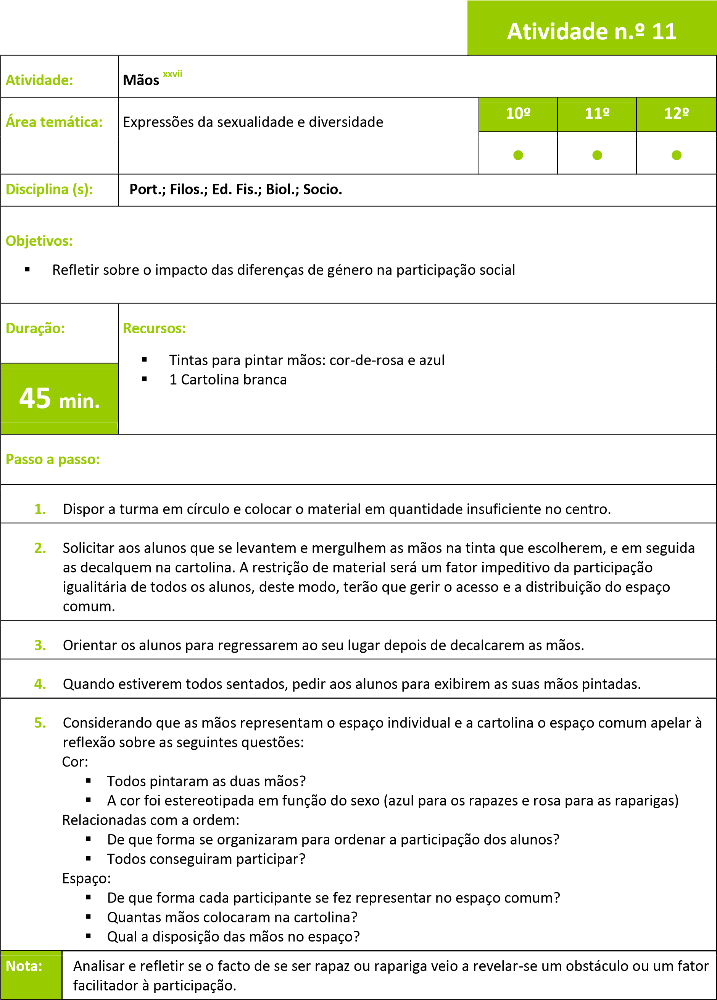 Atividade n.º 11
Atividade: Mãos xxvii
Área temática: Expressões da sexualidade e diversidade 10º 11º 12º
● ● ●
Disciplina (s): Port.; Filos.; Ed. Fis.; Biol.; Socio.
Objetivos:
▪ Refletir sobre o impacto das diferenças de género na participação social
Duração: Recursos:
▪ Tintas para pintar mãos: cor-de-rosa e azul
▪ 1 Cartolina branca
45 min.
Passo a passo:
1. Dispor a turma em círculo e colocar o material em quantidade insuficiente no centro.
2. Solicitar aos alunos que se levantem e mergulhem as mãos na tinta que escolherem, e em seguida
as decalquem na cartolina. A restrição de material será um fator impeditivo da participação
igualitária de todos os alunos, deste modo, terão que gerir o acesso e a distribuição do espaço
comum.
3. Orientar os alunos para regressarem ao seu lugar depois de decalcarem as mãos.
4. Quando estiverem todos sentados, pedir aos alunos para exibirem as suas mãos pintadas.
5. Considerando que as mãos representam o espaço individual e a cartolina o espaço comum apelar à
reflexão sobre as seguintes questões:
Cor:
▪ Todos pintaram as duas mãos?
▪ A cor foi estereotipada em função do sexo (azul para os rapazes e rosa para as raparigas)
Relacionadas com a ordem:
▪ De que forma se organizaram para ordenar a participação dos alunos?
▪ Todos conseguiram participar?
Espaço:
▪ De que forma cada participante se fez representar no espaço comum?
▪ Quantas mãos colocaram na cartolina?
▪ Qual a disposição das mãos no espaço?
Nota: Analisar e refletir se o facto de se ser rapaz ou rapariga veio a revelar-se um obstáculo ou um fator
facilitador à participação.